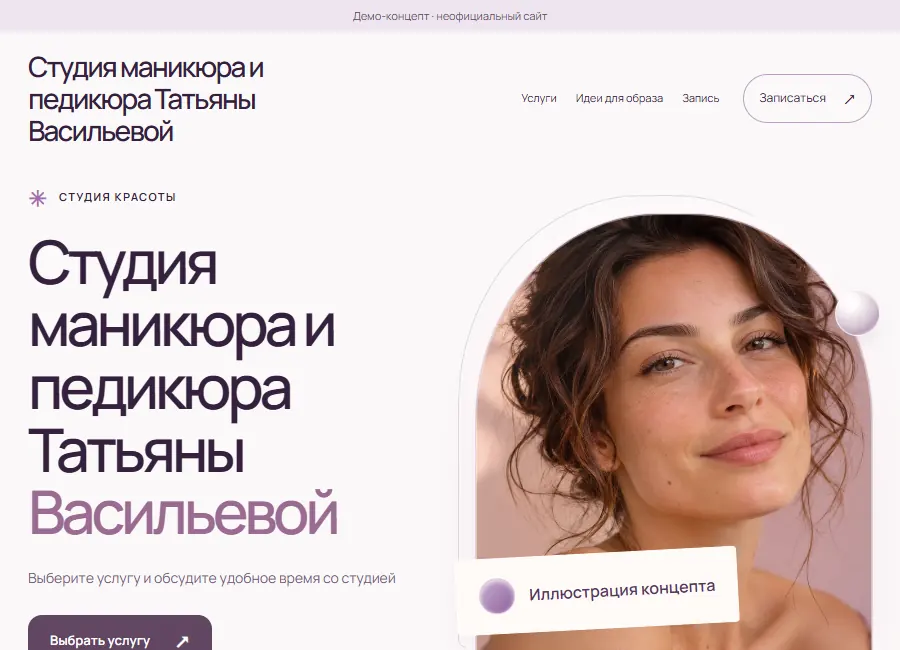 Демо-концепт · неофициальный сайт
Студия маникюра и
педикюра Татьяны
Васильевой
Услуги
Идеи для образа
Запись
Записаться
СТУДИЯ КРАСОТЫ
Студия
маникюра и
педикюра
Татьяны
Васильевой
Выберите услугу и обсудите удобное время со студией
Выбрать услугу
Иллюстрация концепта